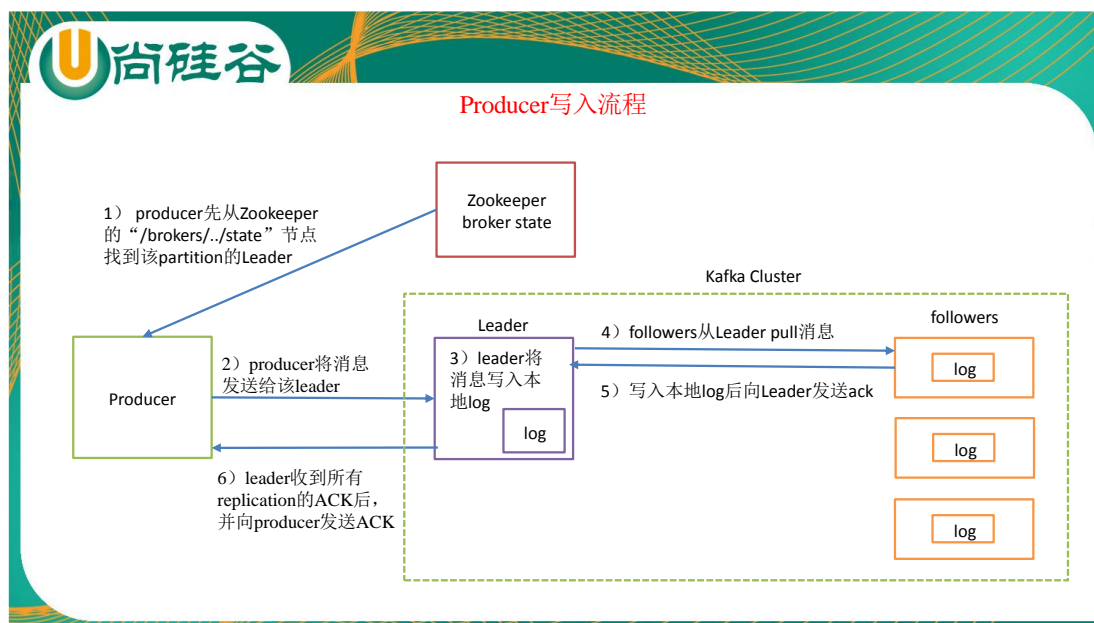 尚硅谷
Producer写入流程
Zookeeper
broker state
1） producer先从Zookeeper
的“/brokers/../state”节点
找到该partition的Leader
Kafka Cluster
Leader
followers
4）followers从Leader pull消息
3）leader将
消息写入本
地log
log
2）producer将消息
发送给该leader
Producer
log
5）写入本地log后向Leader发送ack
log
6）leader收到所有
replication的ACK后，
并向producer发送ACK
log